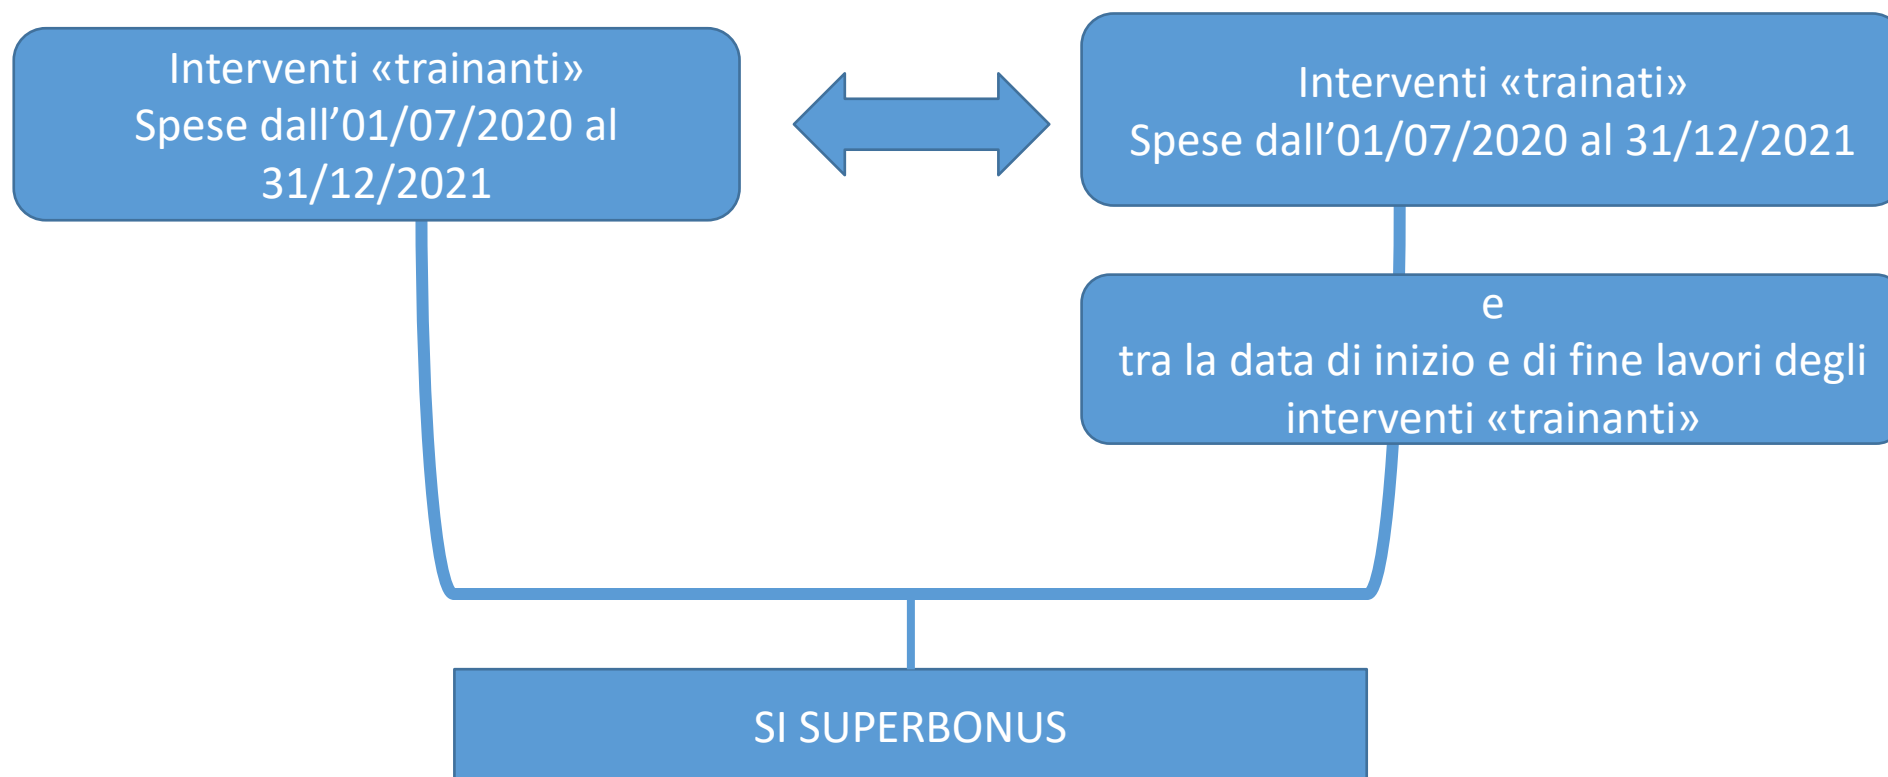 Interventi «trainanti»
Spese dall’01/07/2020 al
31/12/2021
Interventi «trainati»
Spese dall’01/07/2020 al 31/12/2021
e
tra la data di inizio e di fine lavori degli
interventi «trainanti»
SI SUPERBONUS